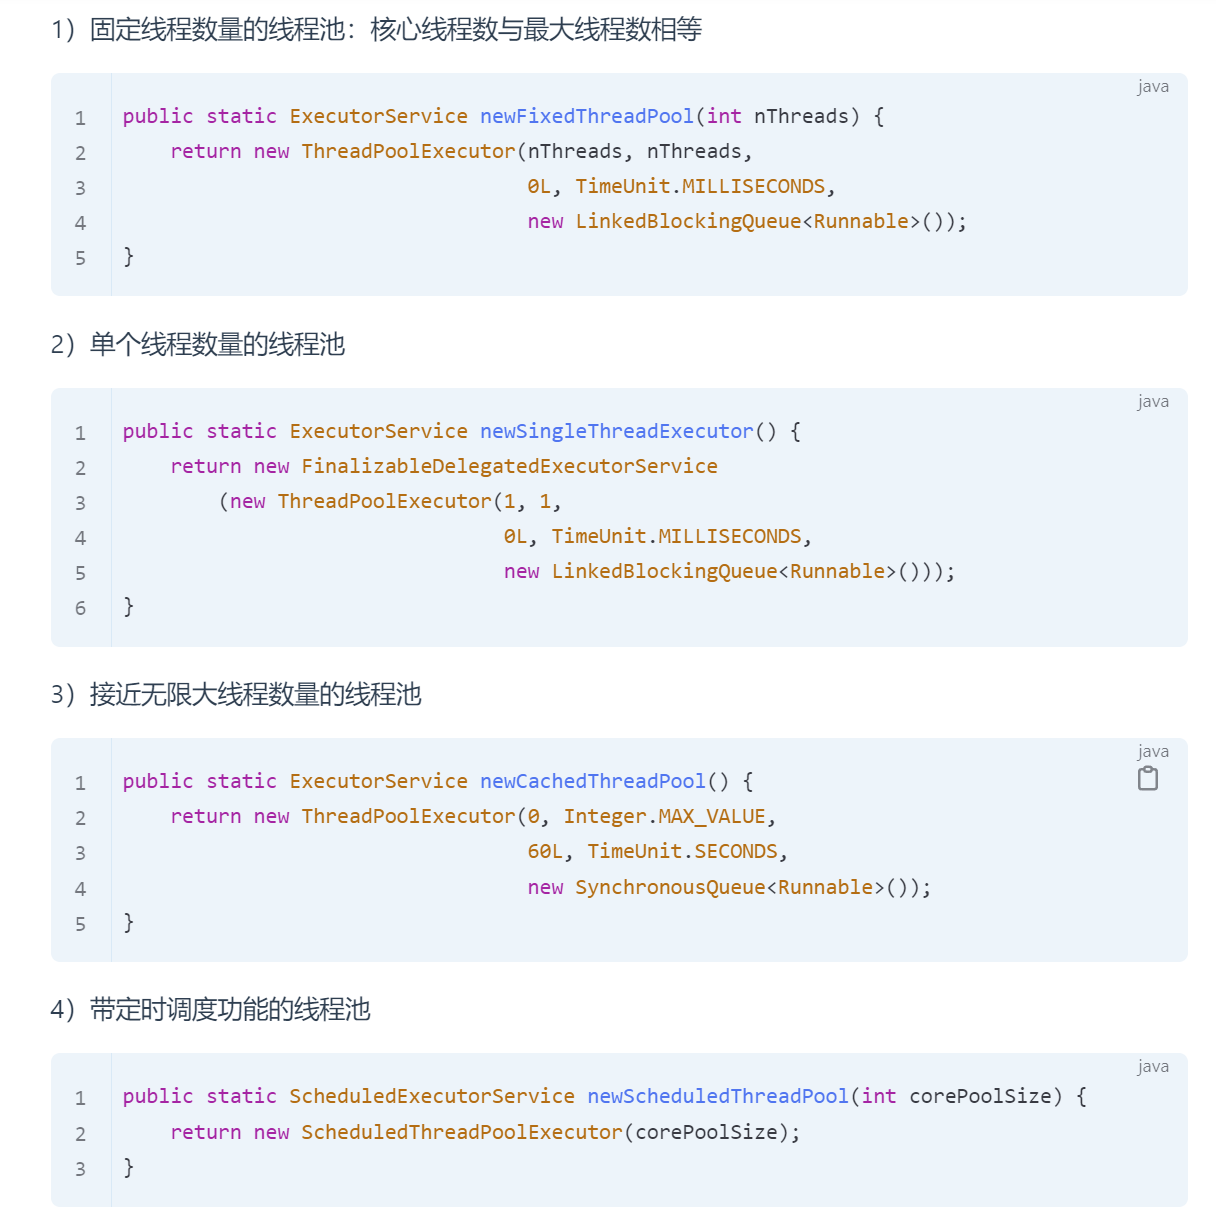 1）固定线程数量的线程池：核心线程数与最大线程数相等
java
1 public static ExecutorService newFixedThreadPool(int nThreads) {
2     return new ThreadPoolExecutor(nThreads, nThreads,
3                                   0L, TimeUnit.MILLISECONDS,
4                                   new LinkedBlockingQueue<Runnable>());
5 }
2）单个线程数量的线程池
java
1 public static ExecutorService newSingleThreadExecutor() {
2     return new FinalizableDelegatedExecutorService
3         (new ThreadPoolExecutor(1, 1,
4                                 0L, TimeUnit.MILLISECONDS,
5                                 new LinkedBlockingQueue<Runnable>()));
6 }
3）接近无限大线程数量的线程池
java
1 public static ExecutorService newCachedThreadPool() {
2     return new ThreadPoolExecutor(0, Integer.MAX_VALUE,
3                                   60L, TimeUnit.SECONDS,
4                                   new SynchronousQueue<Runnable>());
5 }
4）带定时调度功能的线程池
java
1 public static ScheduledExecutorService newScheduledThreadPool(int corePoolSize) {
2     return new ScheduledThreadPoolExecutor(corePoolSize);
3 }